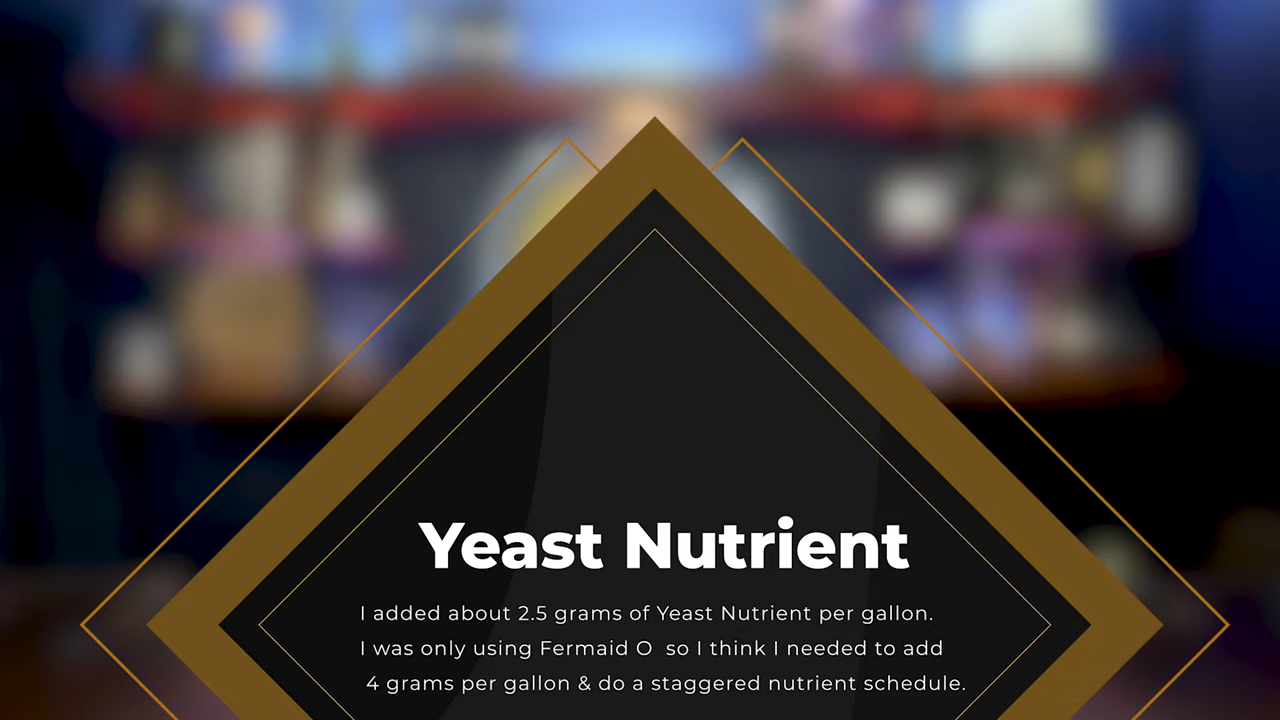 Yeast Nutrient
I added about 2.5 grams of Yeast Nutrient per gallon.
I was only using Fermaid O  so I think I needed to add
4 grams per gallon & do a staggered nutrient schedule.